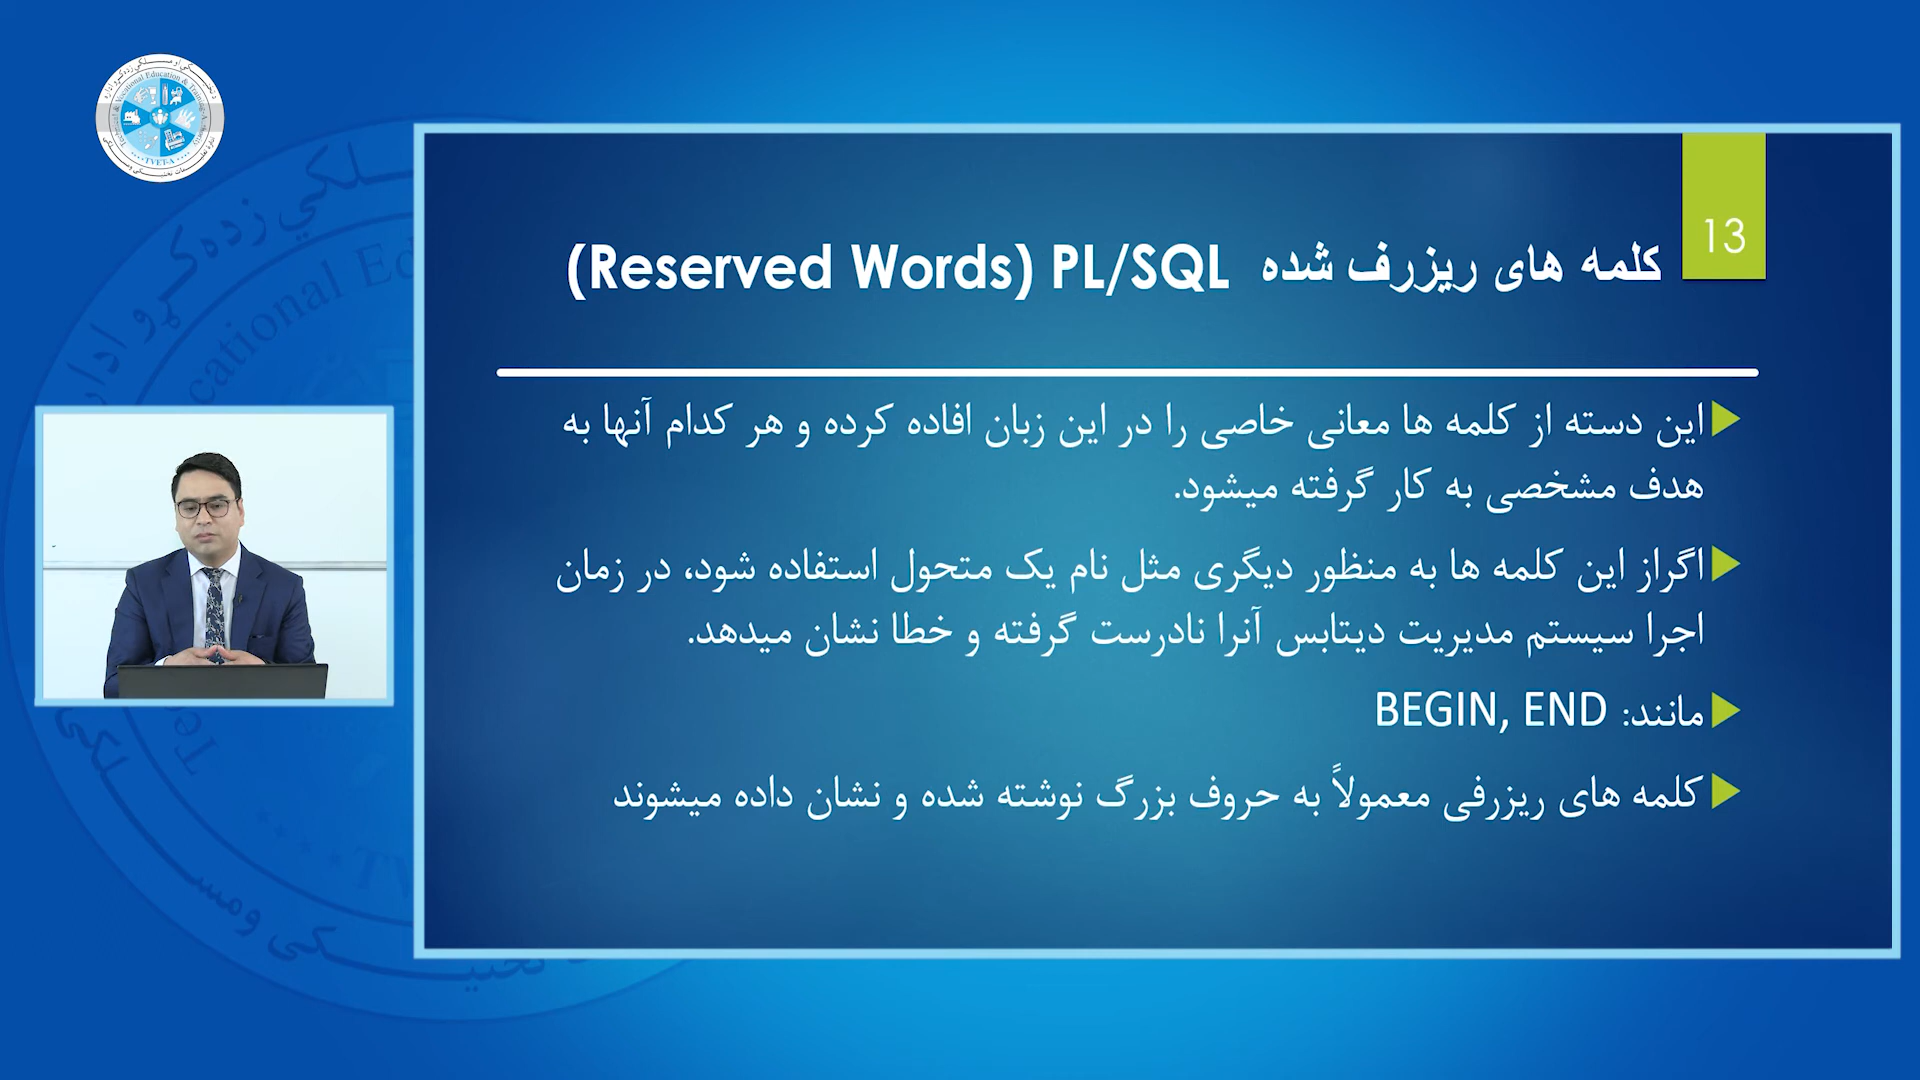 13
کلمه های ریزرف شده PL/SQL (Reserved Words)
این دسته از کلمه ها معانی خاصی را در این زبان افاده کرده و هر کدام آنها به
هدف مشخصی به کار گرفته میشود.
اگراز این کلمه ها به منظور دیگری مثل نام یک متحول استفاده شود، در زمان
اجرا سیستم مدیریت دیتابس آنرا نادرست گرفته و خطا نشان میدهد.
مانند: BEGIN, END
کلمه های ریزرفی معمولاً به حروف بزرگ نوشته شده و نشان داده میشوند
TVET-A